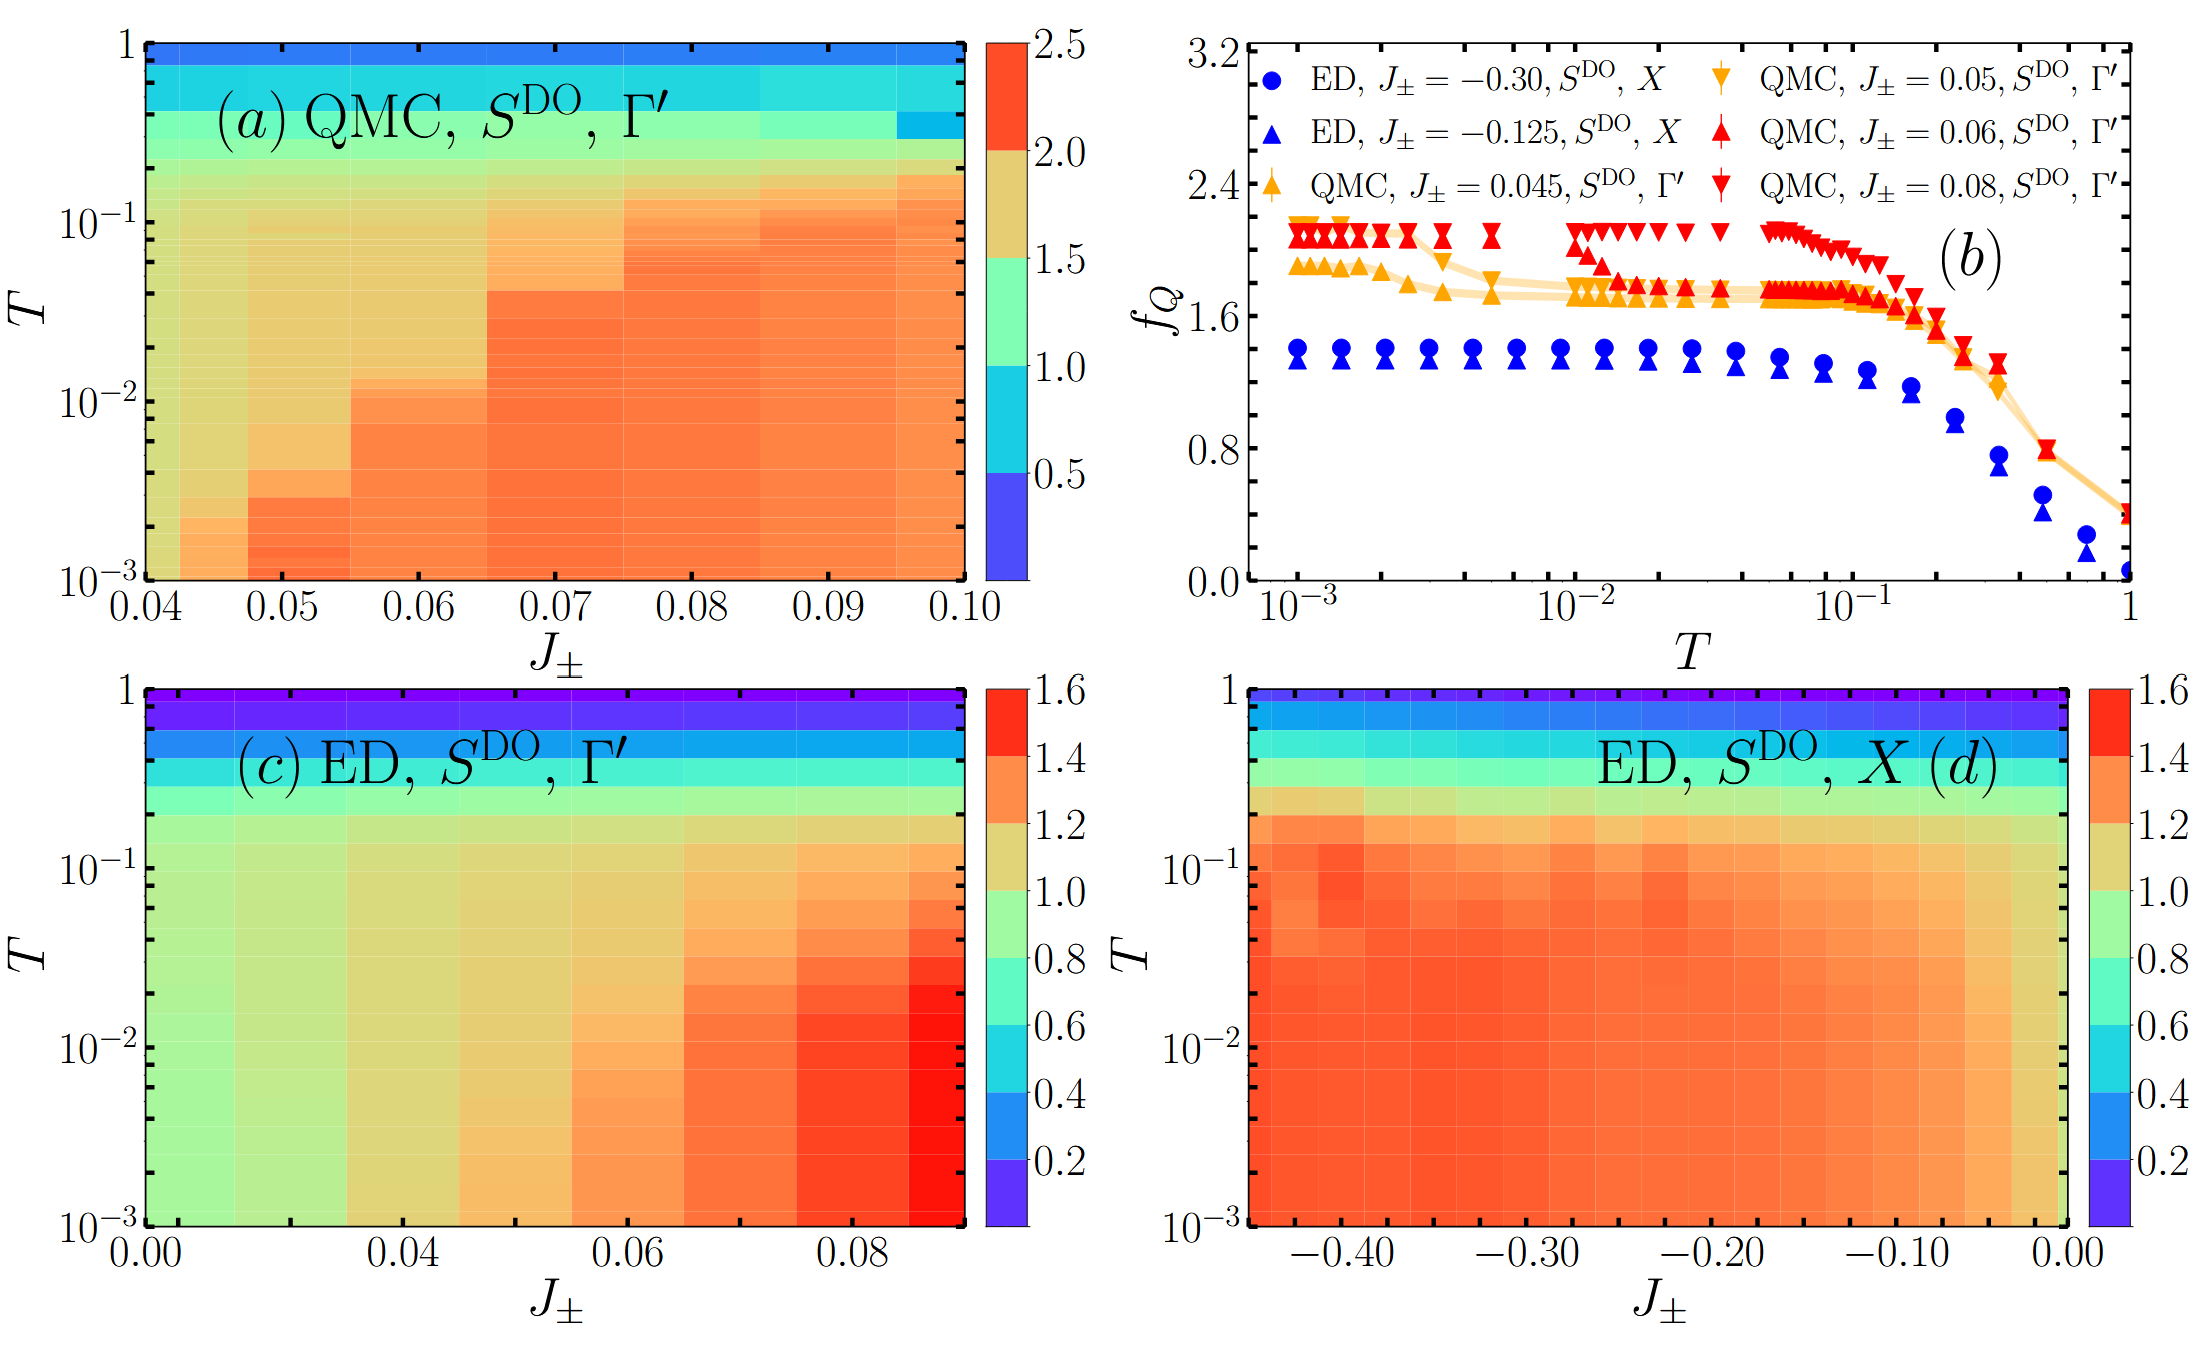 (a) QMC, S^DO, Γ′
1
10⁻¹
10⁻²
10⁻³
T
0.04 0.05 0.06 0.07 0.08 0.09 0.10
J±
2.5
2.0
1.5
1.0
0.5
3.2
2.4
1.6
0.8
0.0
f_Q
ED, J± = −0.30, S^DO, X
ED, J± = −0.125, S^DO, X
QMC, J± = 0.045, S^DO, Γ′
QMC, J± = 0.05, S^DO, Γ′
QMC, J± = 0.06, S^DO, Γ′
QMC, J± = 0.08, S^DO, Γ′
(b)
10⁻³ 10⁻² 10⁻¹ 1
T
(c) ED, S^DO, Γ′
1
10⁻¹
10⁻²
10⁻³
T
0.00 0.04 0.06 0.08
J±
1.6
1.4
1.2
1.0
0.8
0.6
0.4
0.2
ED, S^DO, X (d)
1
10⁻¹
10⁻²
10⁻³
T
−0.40 −0.30 −0.20 −0.10 0.00
J±
1.6
1.4
1.2
1.0
0.8
0.6
0.4
0.2